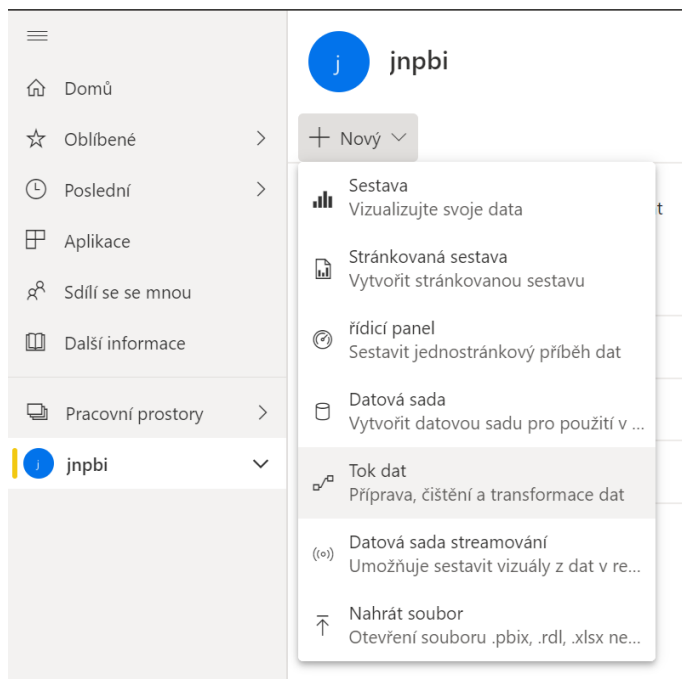 j
jnpbi
Domů
Oblíbené
Poslední
Aplikace
Sdílí se se mnou
Další informace
Pracovní prostory
j
jnpbi
Nový
t
Sestava
Vizualizujte svoje data
Stránkovaná sestava
Vytvořit stránkovanou sestavu
řídicí panel
Sestavit jednostránkový příběh dat
Datová sada
Vytvořit datovou sadu pro použití v ...
Tok dat
Příprava, čištění a transformace dat
Datová sada streamování
Umožňuje sestavit vizuály z dat v re...
Nahrát soubor
Otevření souboru .pbix, .rdl, .xlsx ne...